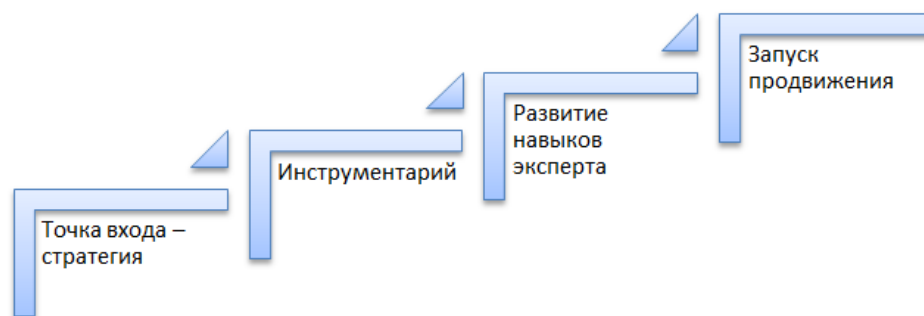 Точка входа –
стратегия
Инструментарий
Развитие
навыков
эксперта
Запуск
продвижения